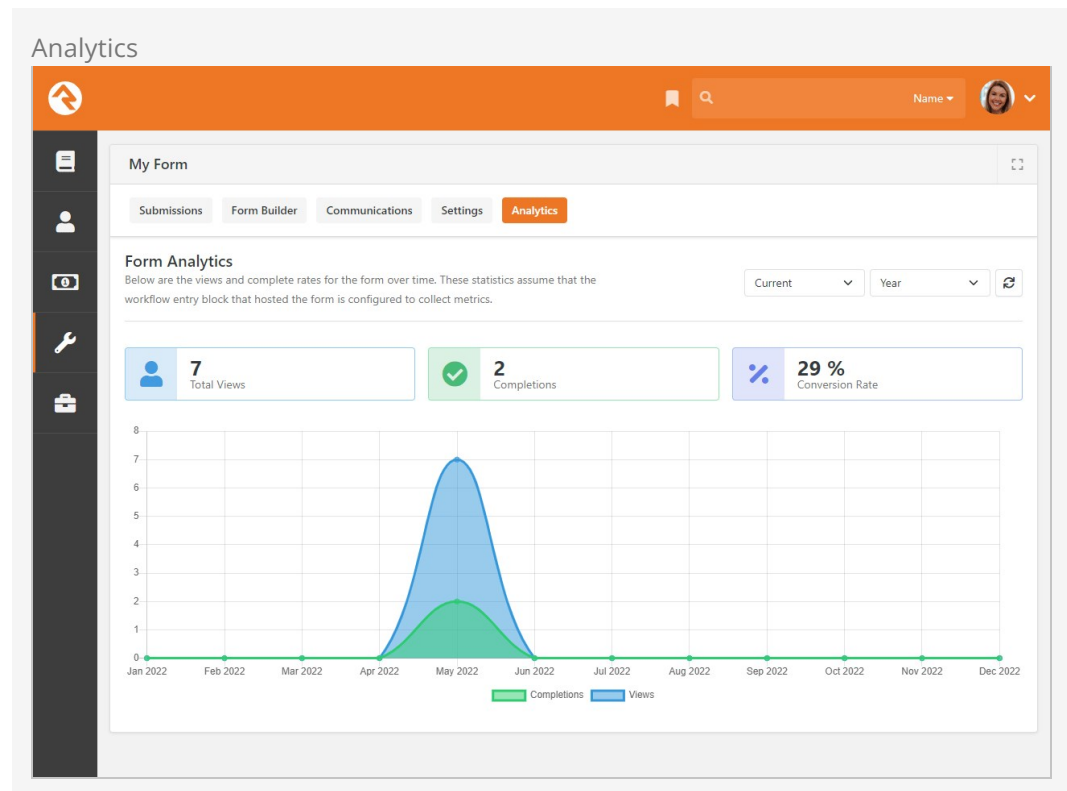 Analytics
Name
My Form
Submissions Form Builder Communications Settings Analytics
Form Analytics
Below are the views and complete rates for the form over time. These statistics assume that the
workflow entry block that hosted the form is configured to collect metrics.
Current Year
7
Total Views
2
Completions
29 %
Conversion Rate
8
7
6
5
4
3
2
1
0
Jan 2022 Feb 2022 Mar 2022 Apr 2022 May 2022 Jun 2022 Jul 2022 Aug 2022 Sep 2022 Oct 2022 Nov 2022 Dec 2022
Completions Views